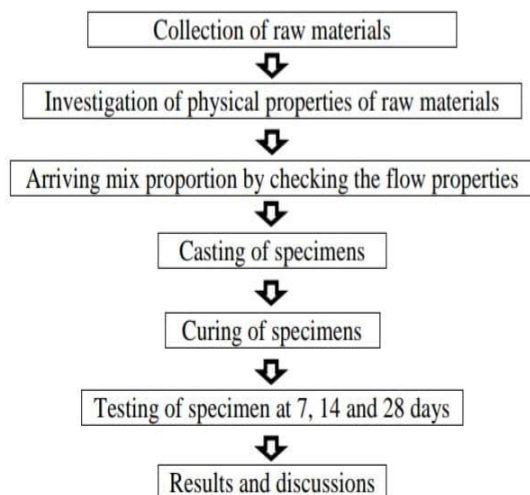 Collection of raw materials
Investigation of physical properties of raw materials
Arriving mix proportion by checking the flow properties
Casting of specimens
Curing of specimens
Testing of specimen at 7, 14 and 28 days
Results and discussions